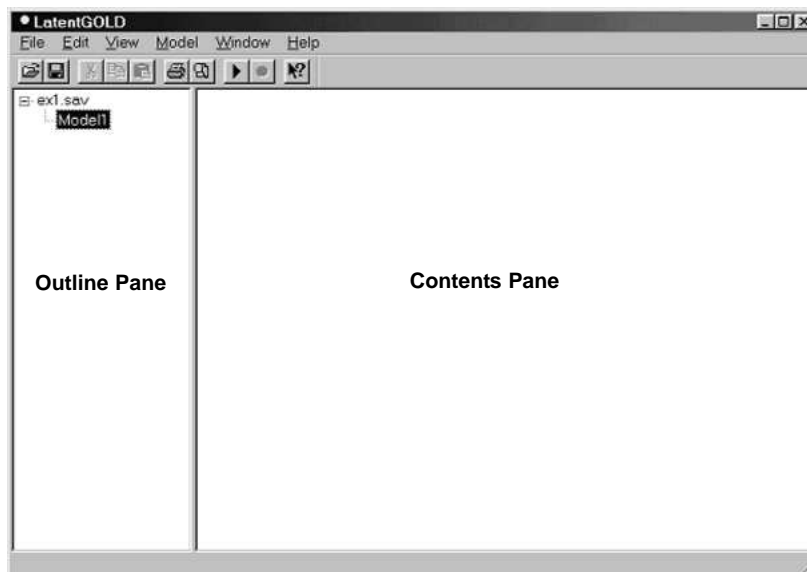 LatentGOLD
File Edit View Model Window Help
ex1.sav
Model1
Outline Pane
Contents Pane